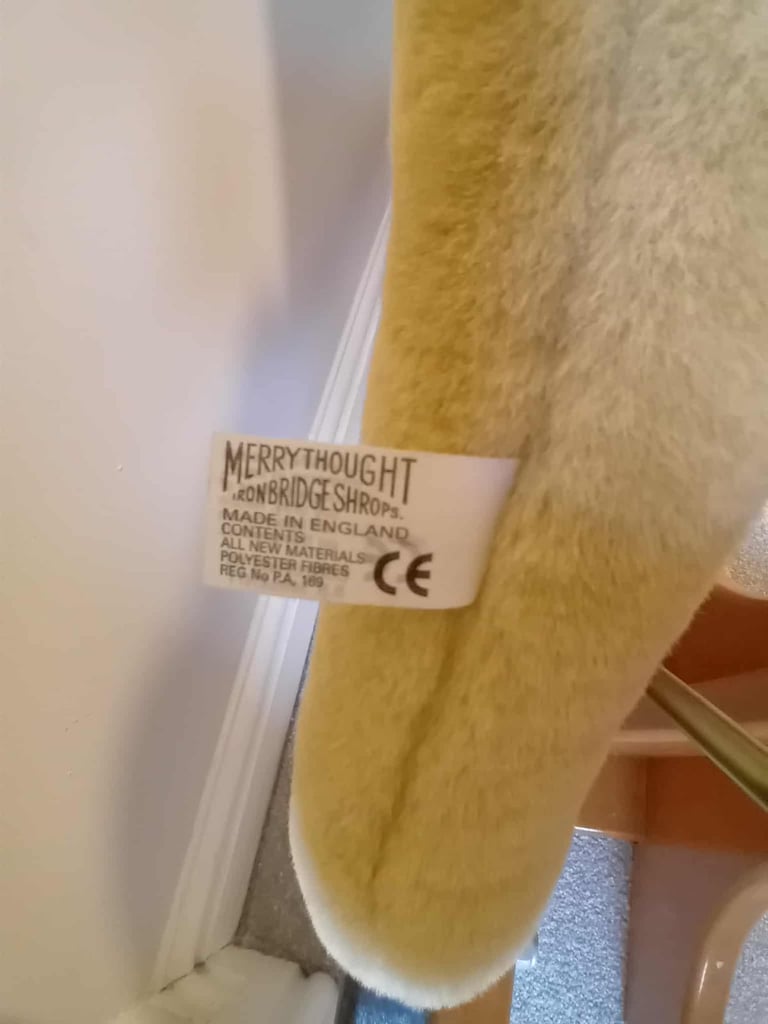 MERRYTHOUGHT
IRONBRIDGE SHROPS.
MADE IN ENGLAND
CONTENTS
ALL NEW MATERIALS
POLYESTER FIBRES
REG No P.A. 169
CE